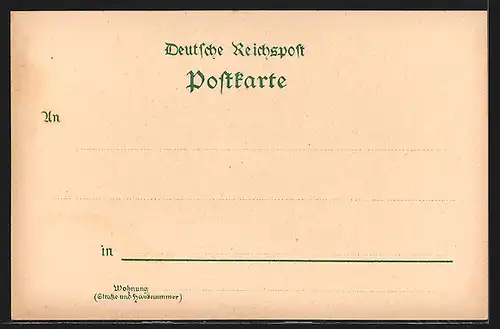 Deutsche Reichspost
Postkarte
An
in
Wohnung
(Straße und Hausnummer)